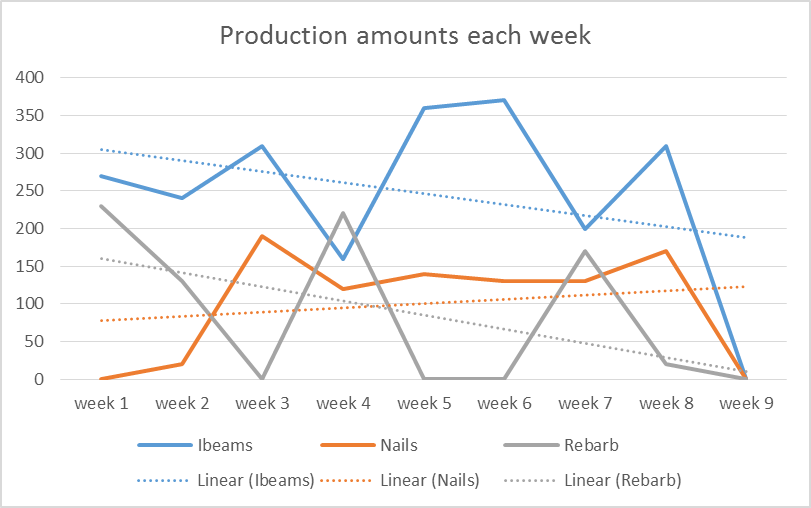 Production amounts each week
400
350
300
250
200
150
100
50
0
week 1 week 2 week 3 week 4 week 5 week 6 week 7 week 8 week 9
Ibeams Nails Rebarb
Linear (Ibeams) Linear (Nails) Linear (Rebarb)